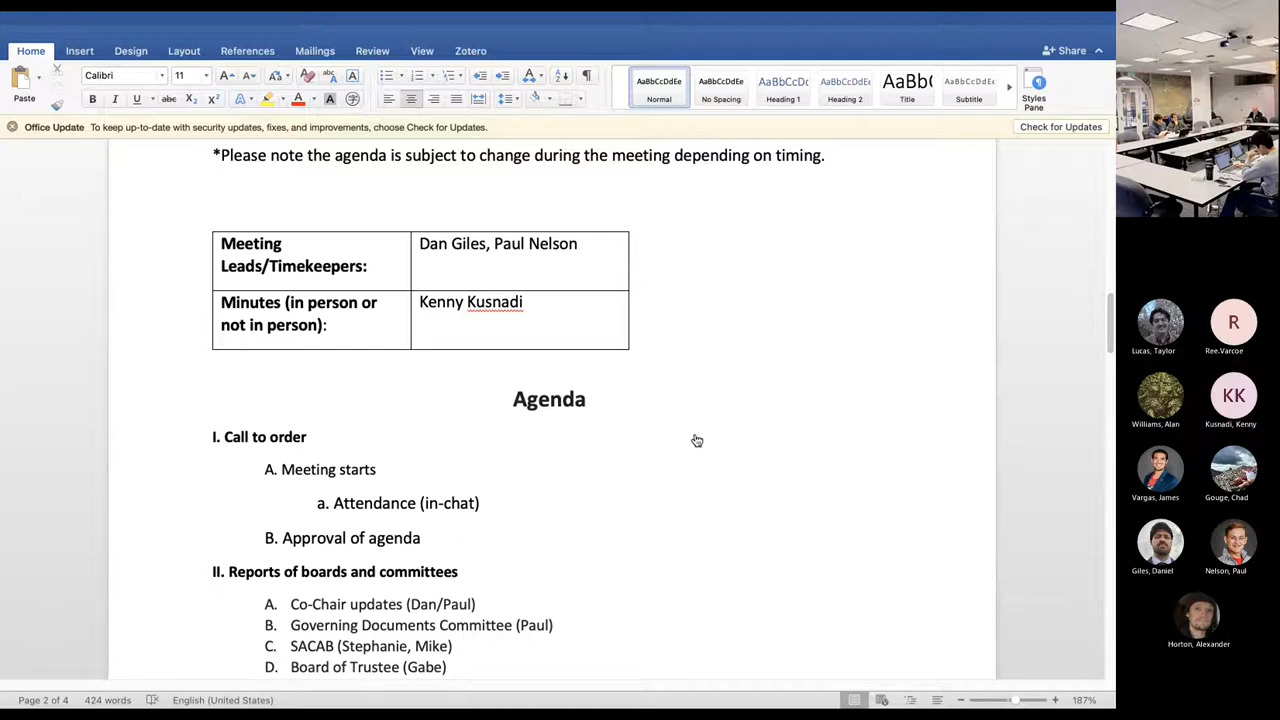 Home Insert Design Layout References Mailings Review View Zotero Share
Paste
Calibri 11
AaBbCcDdEe AaBbCcDdEe AaBbCcDc AaBbCcDdEe AaBb( AaBbCcDdEe
Normal No Spacing Heading 1 Heading 2 Title Subtitle Styles Pane
Office Update To keep up-to-date with security updates, fixes, and improvements, choose Check for Updates. Check for Updates
*Please note the agenda is subject to change during the meeting depending on timing.
Meeting Dan Giles, Paul Nelson
Leads/Timekeepers:
Minutes (in person or Kenny Kusnadi
not in person):
Agenda
I. Call to order
A. Meeting starts
a. Attendance (in-chat)
B. Approval of agenda
II. Reports of boards and committees
A. Co-Chair updates (Dan/Paul)
B. Governing Documents Committee (Paul)
C. SACAB (Stephanie, Mike)
D. Board of Trustee (Gabe)
Page 2 of 4 424 words English (United States) 187%
R
Lucas, Taylor Ree.Varcoe
KK
Williams, Alan Kusnadi, Kenny
Vargas, James Gouge, Chad
Giles, Daniel Nelson, Paul
Horton, Alexander